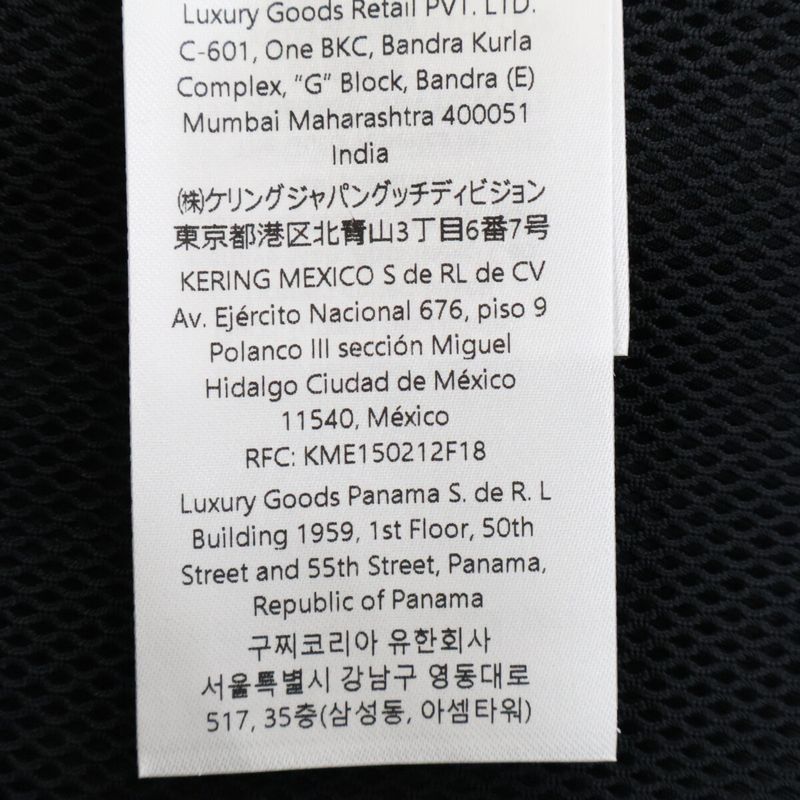 Luxury Goods Retail PVT. LTD.
C-601, One BKC, Bandra Kurla
Complex, "G" Block, Bandra (E)
Mumbai Maharashtra 400051
India
㈱ケリングジャパングッチディビジョン
東京都港区北青山3丁目6番7号
KERING MEXICO S de RL de CV
Av. Ejército Nacional 676, piso 9
Polanco III sección Miguel
Hidalgo Ciudad de México
11540, México
RFC: KME150212F18
Luxury Goods Panama S. de R. L
Building 1959, 1st Floor, 50th
Street and 55th Street, Panama,
Republic of Panama
구찌코리아 유한회사
서울특별시 강남구 영동대로
517, 35층(삼성동, 아셈타워)